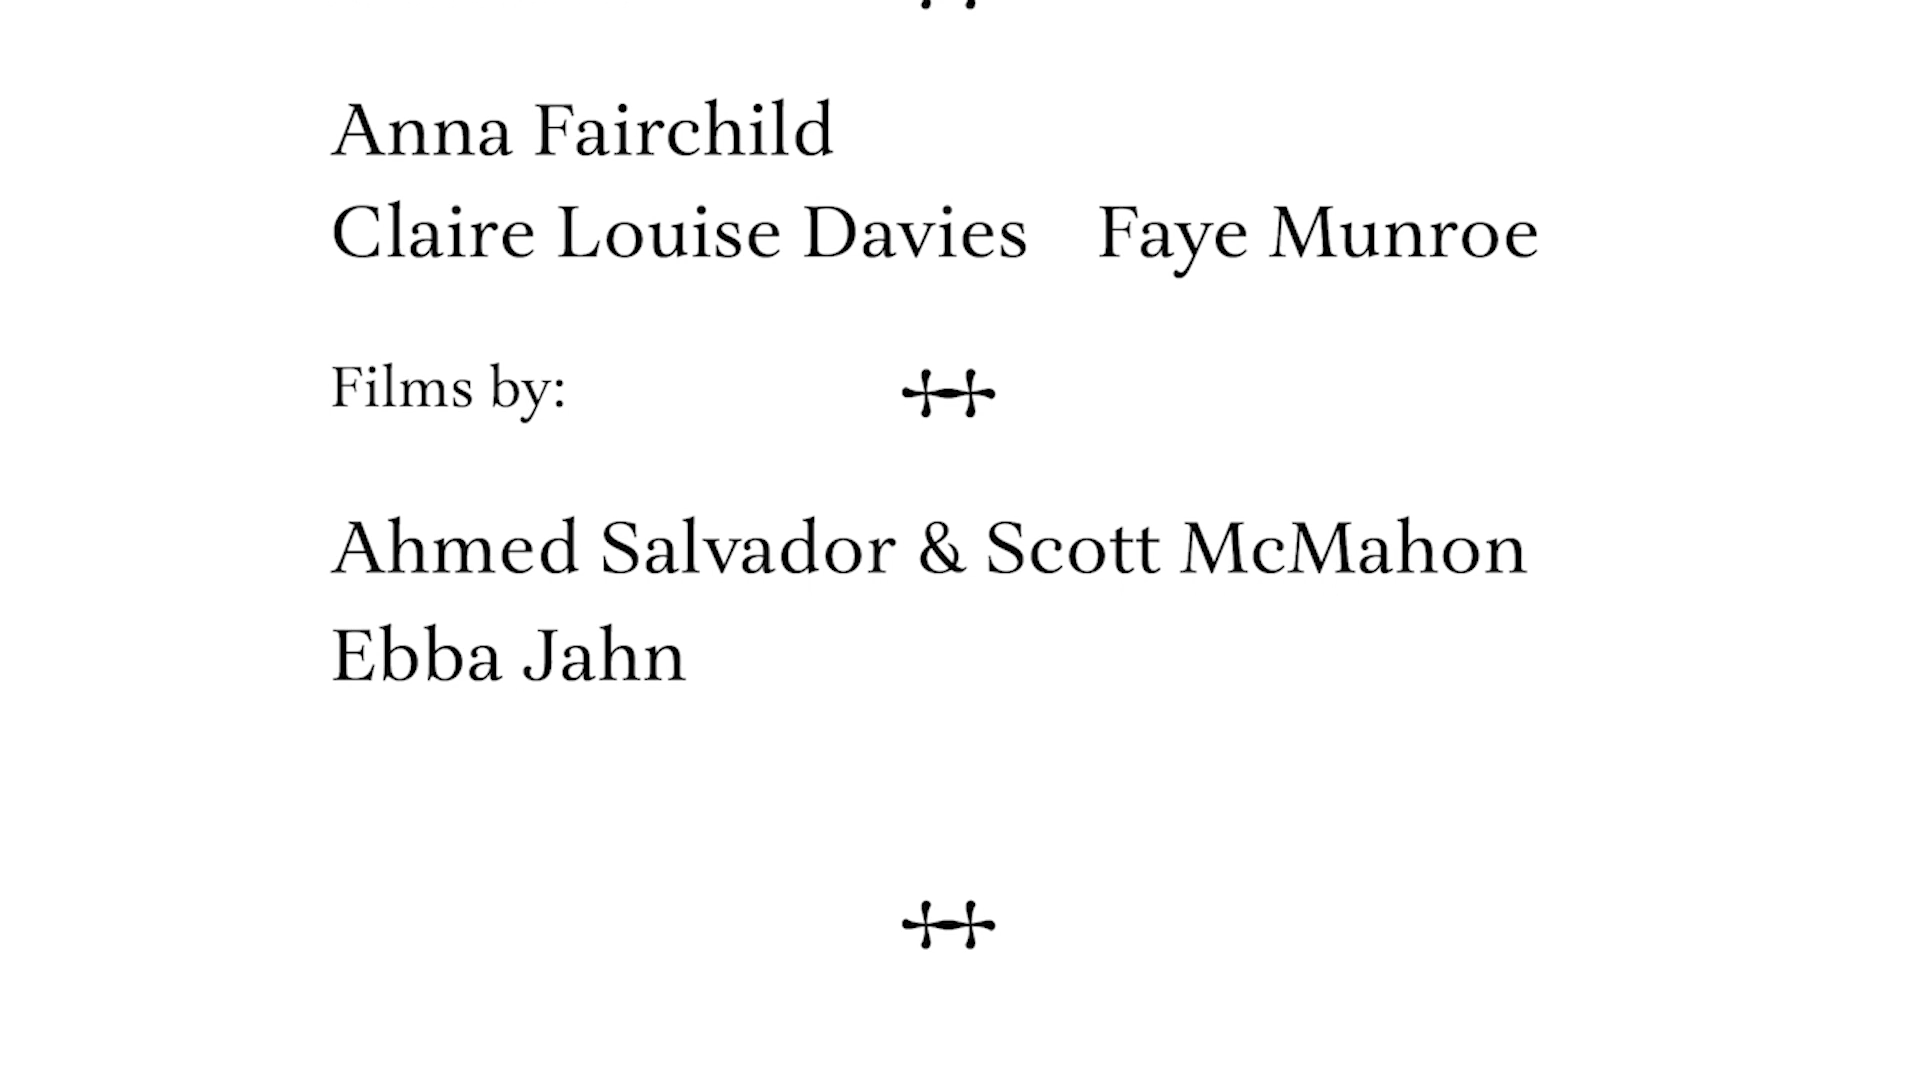 Anna Fairchild
Claire Louise Davies Faye Munroe
Films by:
Ahmed Salvador & Scott McMahon
Ebba Jahn